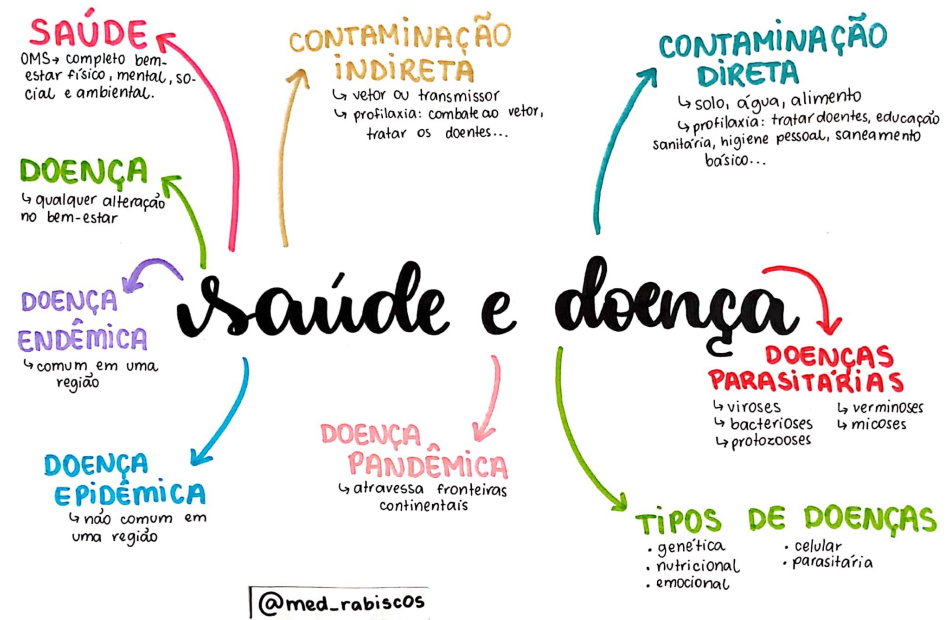 SAÚDE
OMS→ completo bem-
estar físico, mental, so-
cial e ambiental.
CONTAMINAÇÃO
INDIRETA
↳ vetor ou transmissor
↳ profilaxia: combate ao vetor,
tratar os doentes...
CONTAMINAÇÃO
DIRETA
↳ solo, água, alimento
↳ profilaxia: tratar doentes, educação
sanitária, higiene pessoal, saneamento
básico...
DOENÇA
↳ qualquer alteração
no bem-estar
saúde e doença
DOENÇA
ENDÊMICA
↳ comum em uma
região
DOENÇAS
PARASITÁRIAS
↳ viroses
↳ bacterioses
↳ protozooses
↳ verminoses
↳ micoses
DOENÇA
EPIDÊMICA
↳ não comum em
uma região
DOENÇA
PANDÊMICA
↳ atravessa fronteiras
continentais
TIPOS DE DOENÇAS
• genética
• nutricional
• emocional
• celular
• parasitária
@med_rabiscos